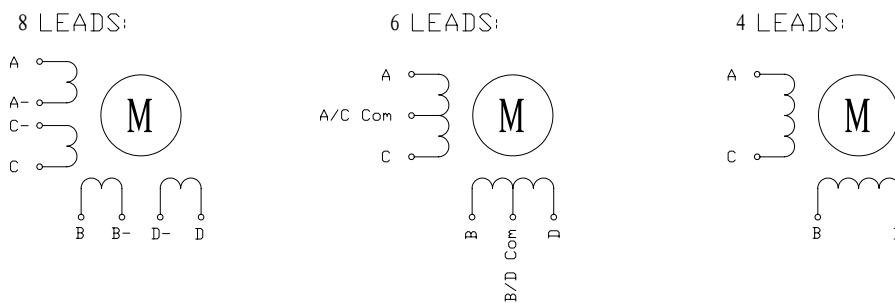 8 LEADS:
A
A-
C-
C
M
B B- D- D
6 LEADS:
A
A/C Com
C
M
B
B/D Com
D
4 LEADS:
A
C
M
B